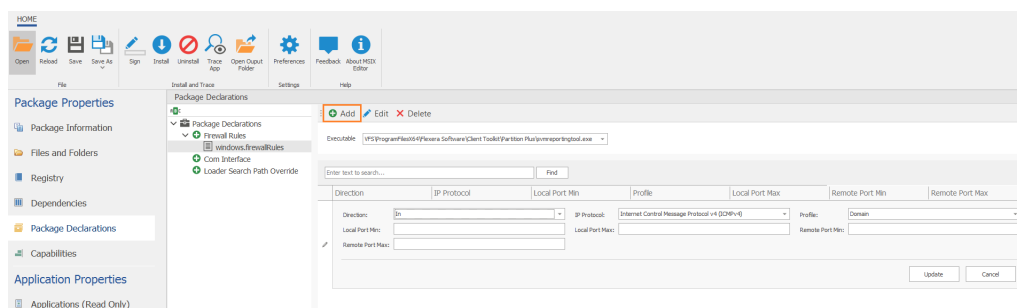 HOME
Open Reload Save Save As Sign Install Uninstall Trace App Open Ouput Folder Preferences Feedback About MSIX Editor
File Install and Trace Settings Help
Package Properties
Package Information
Files and Folders
Registry
Dependencies
Package Declarations
Capabilities
Application Properties
Applications (Read Only)
Package Declarations
Package Declarations
Firewall Rules
windows.firewallRules
Com Interface
Loader Search Path Override
Add Edit Delete
Executable VFS\ProgramFilesX64\Flexera Software\Client Toolkit\Partition Plus\pvmreportingtool.exe
Enter text to search... Find
Direction IP Protocol Local Port Min Profile Local Port Max Remote Port Min Remote Port Max
Direction: In IP Protocol: Internet Control Message Protocol v4 (ICMPv4) Profile: Domain
Local Port Min: Local Port Max: Remote Port Min:
Remote Port Max:
Update Cancel